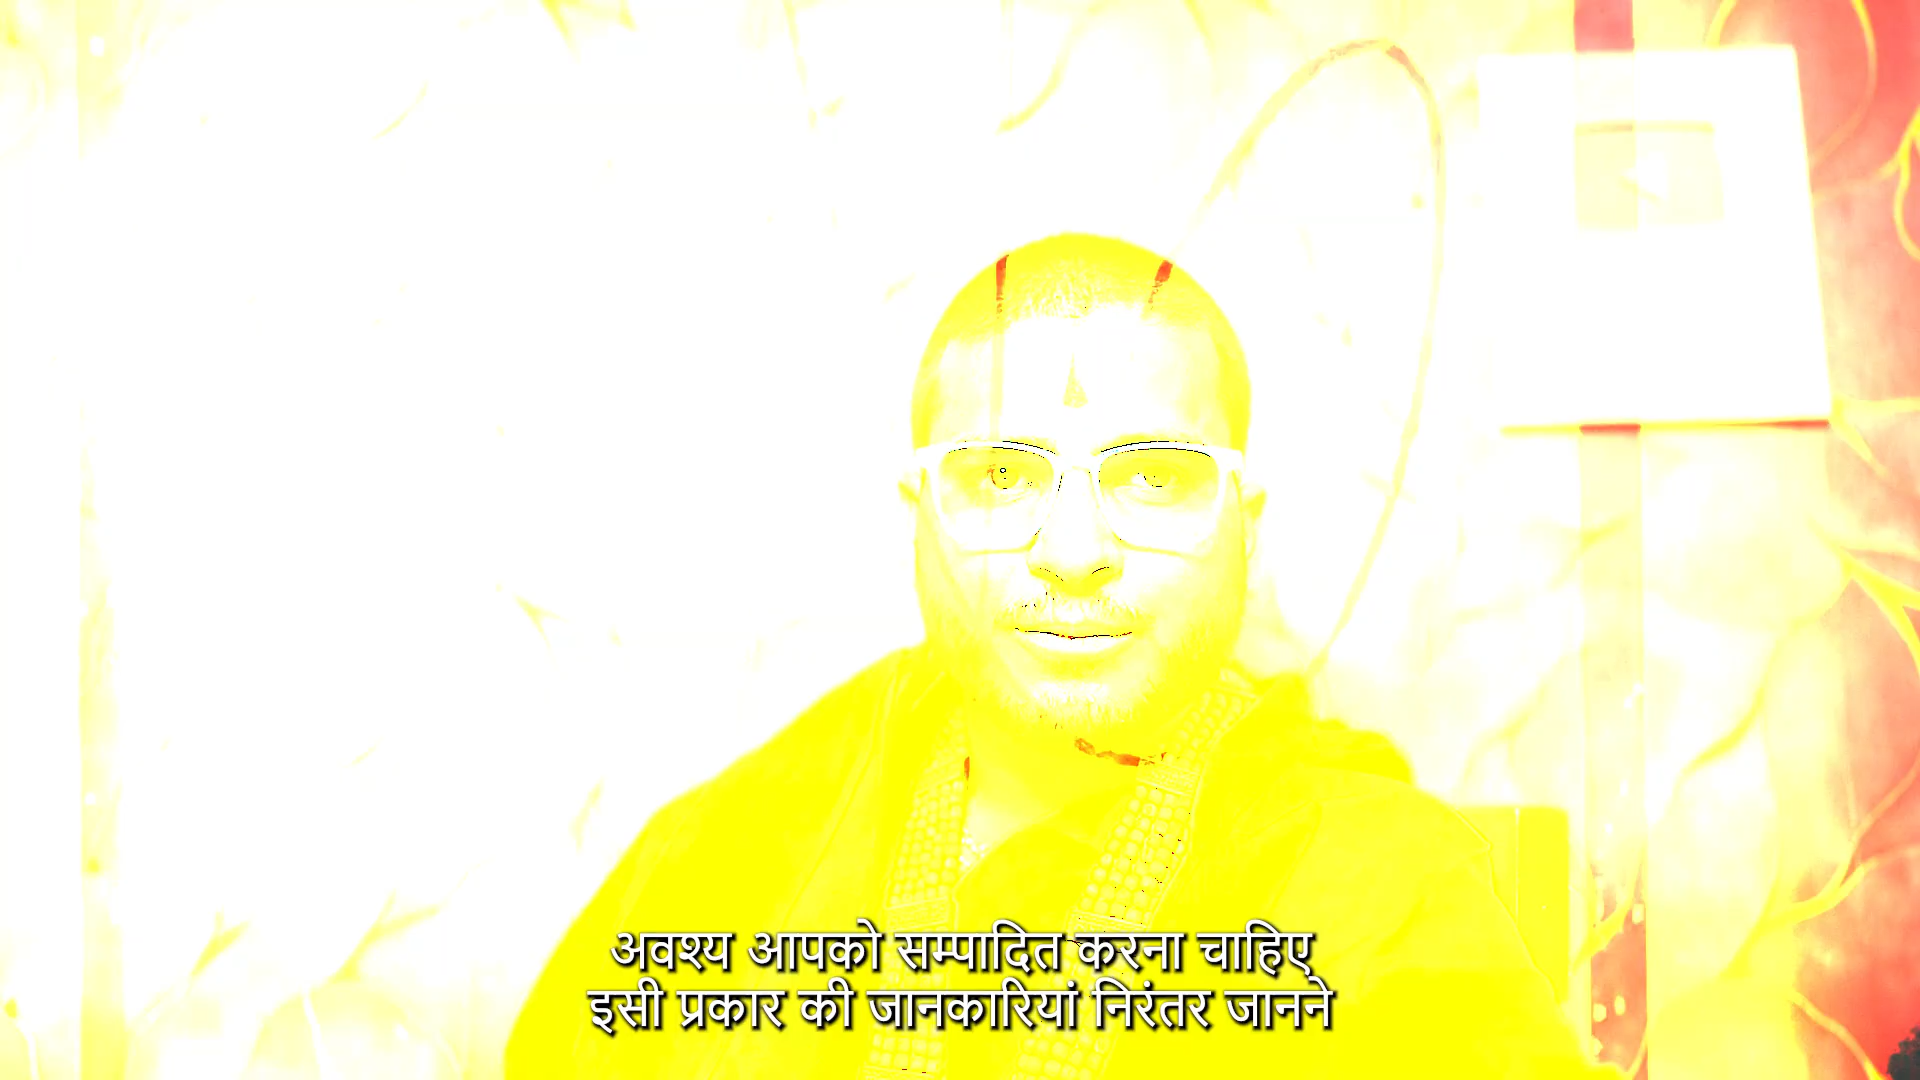 अवश्य आपको सम्पादित करना चाहिए
इसी प्रकार की जानकारियां निरंतर जानने